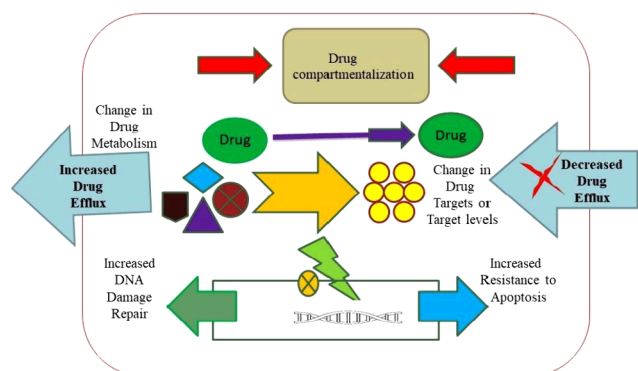 Drug
compartmentalization
Change in
Drug
Metabolism
Drug
Drug
Increased
Drug
Efflux
Change in
Drug
Targets or
Target levels
Decreased
Drug
Efflux
Increased
DNA
Damage
Repair
Increased
Resistance to
Apoptosis